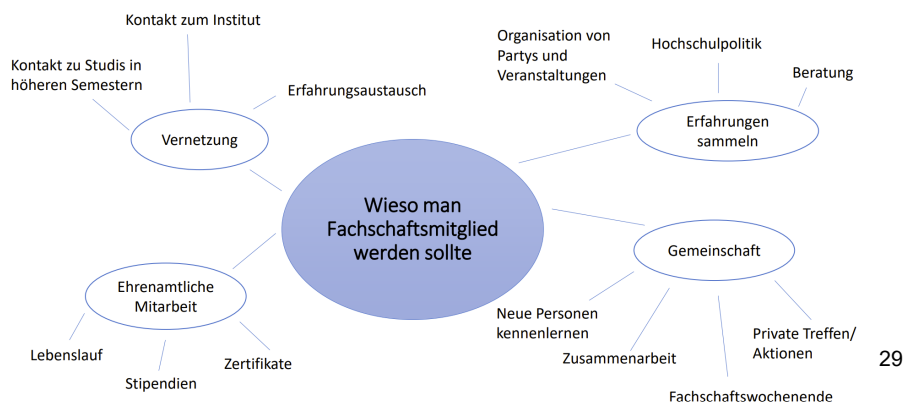 Kontakt zum Institut
Kontakt zu Studis in
höheren Semestern
Erfahrungsaustausch
Vernetzung
Organisation von
Partys und
Veranstaltungen
Hochschulpolitik
Beratung
Erfahrungen
sammeln
Wieso man
Fachschaftsmitglied
werden sollte
Ehrenamtliche
Mitarbeit
Lebenslauf
Stipendien
Zertifikate
Gemeinschaft
Neue Personen
kennenlernen
Zusammenarbeit
Fachschaftswochenende
Private Treffen/
Aktionen
29